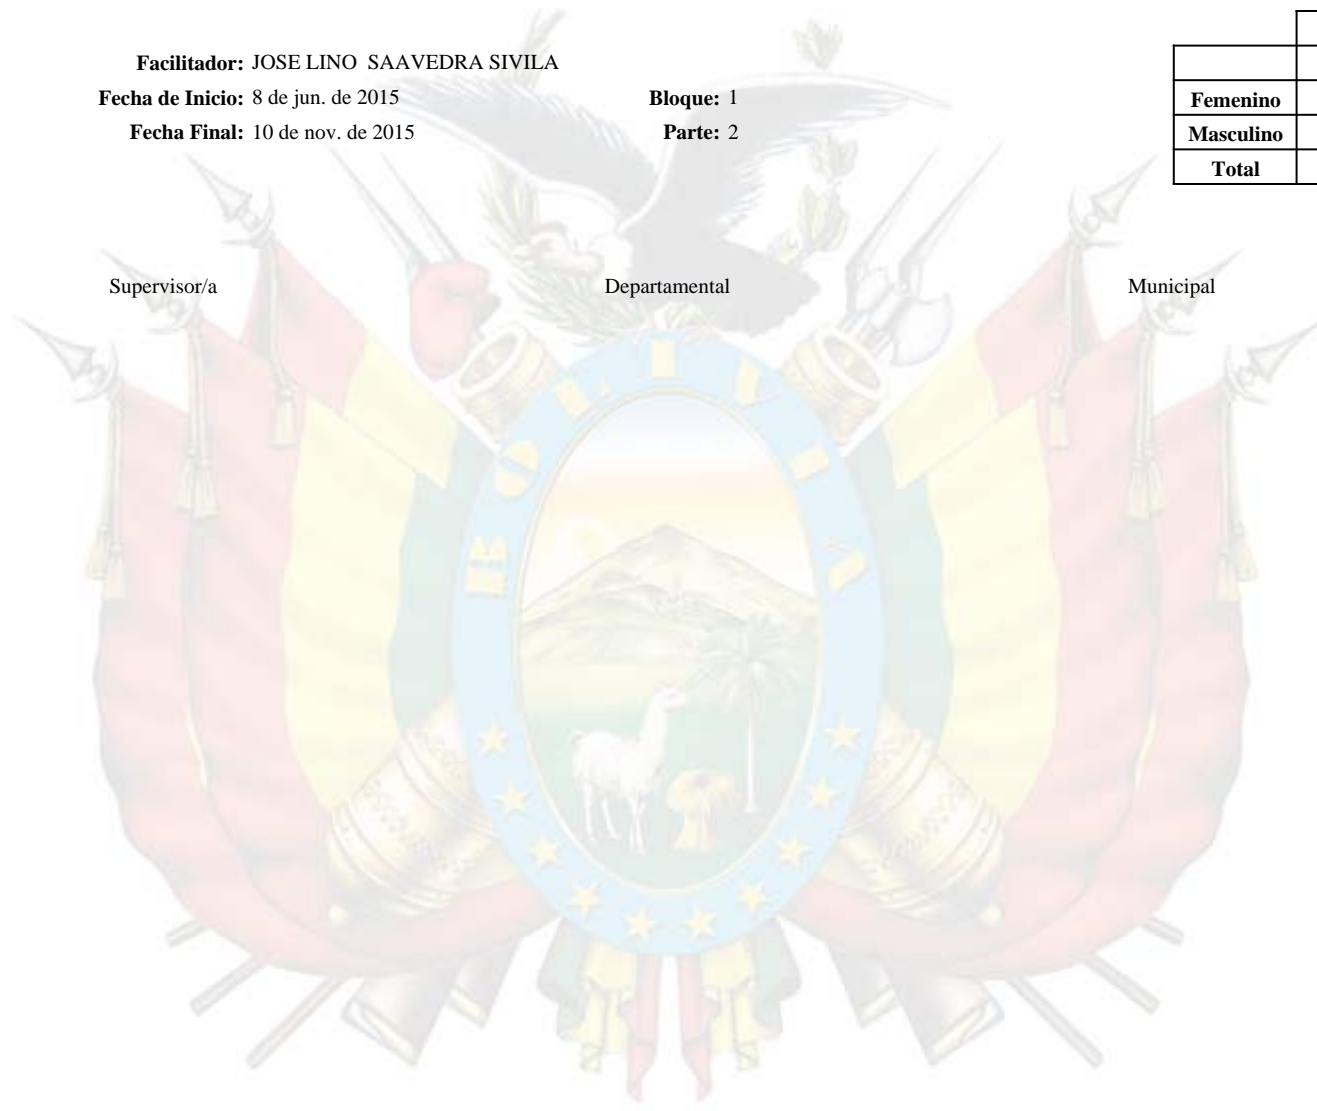 Facilitador: JOSE LINO SAAVEDRA SIVILA
Fecha de Inicio: 8 de jun. de 2015 Bloque: 1
Fecha Final: 10 de nov. de 2015 Parte: 2
Femenino
Masculino
Total
Supervisor/a Departamental Municipal
BOLIVIA